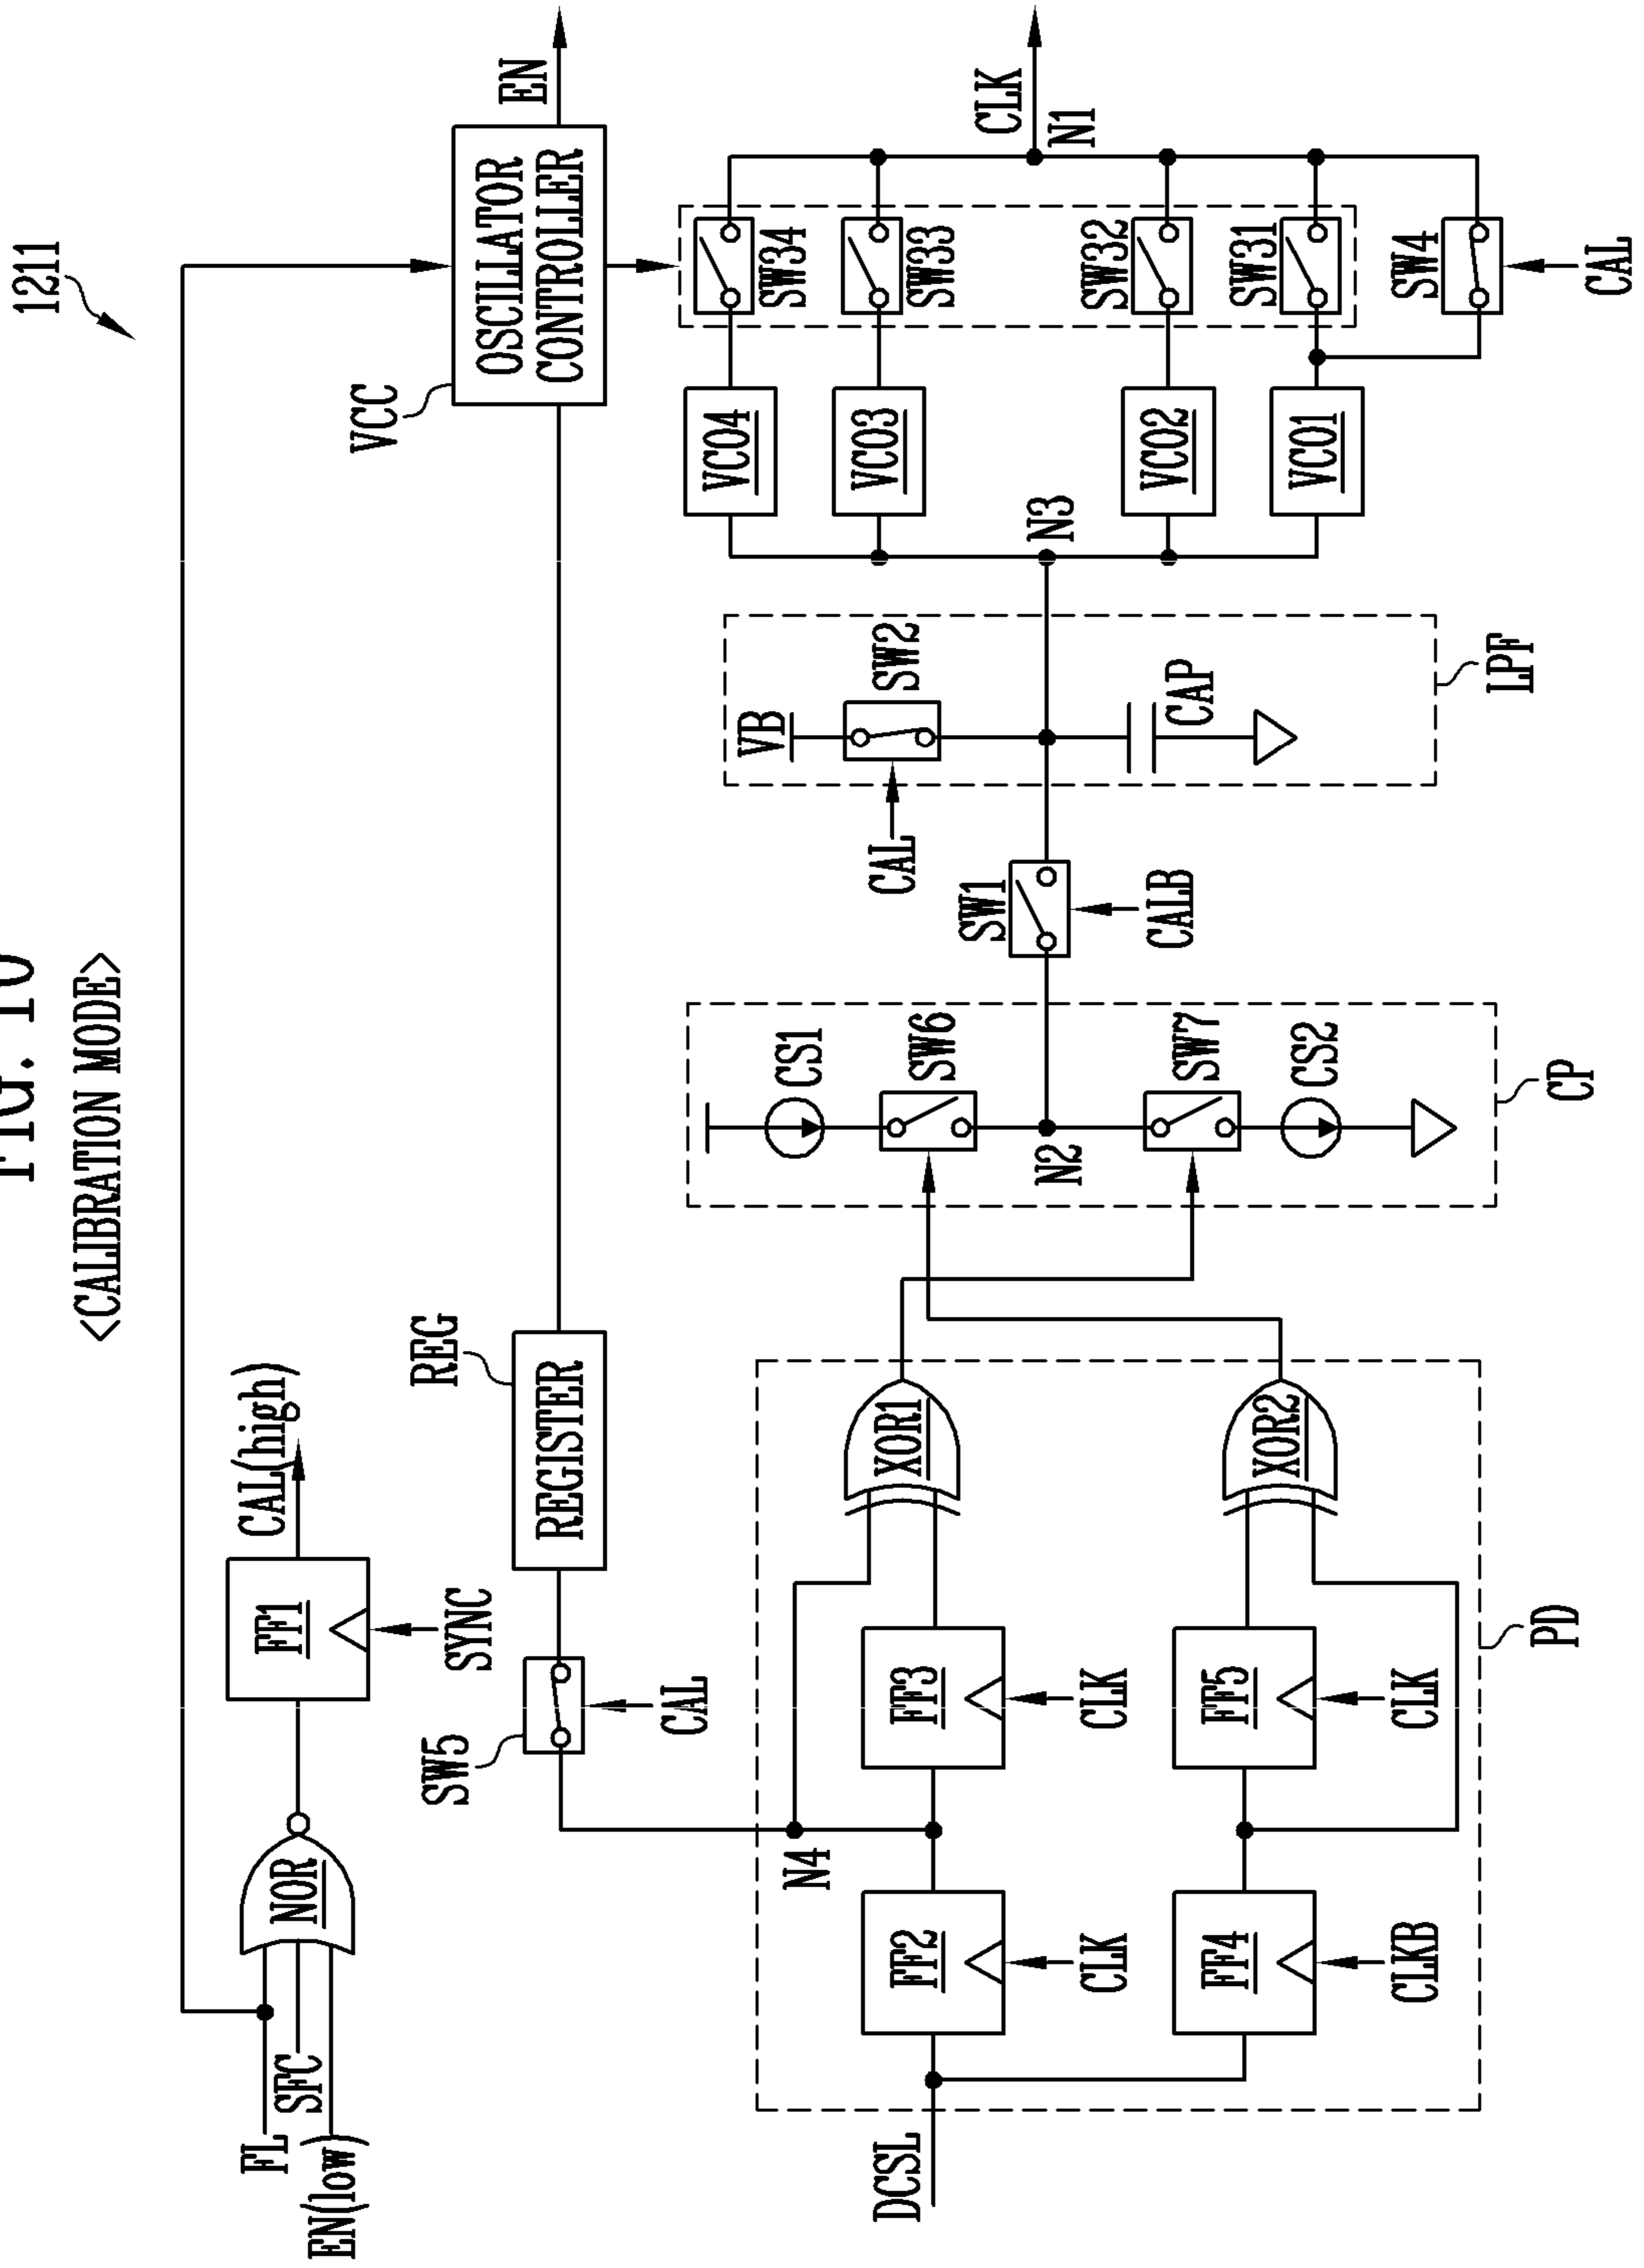 FIG. 10
<CALIBRATION MODE>
1211
FL
SFC
EN(low)
NOR
FF1
SYNC
CAL(high)
VCC
OSCILLATOR
CONTROLLER
EN
SW5
CAL
REG
REGISTER
DCSL
N4
FF2
CLK
FF3
CLK
XOR1
FF4
CLKB
FF5
CLK
XOR2
PD
CS1
SW6
N2
SW7
CS2
CP
SW1
CALB
VB
SW2
CAL
CAP
LPF
N3
VCO4
VCO3
VCO2
VCO1
SW34
SW33
SW32
SW31
SW4
CAL
CLK
N1